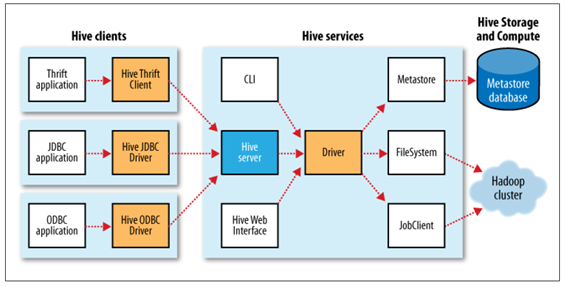 Hive clients
Hive services
Hive Storage
and Compute
Thrift
application
Hive Thrift
Client
JDBC
application
Hive JDBC
Driver
ODBC
application
Hive ODBC
Driver
CLI
Hive
server
Hive Web
Interface
Driver
Metastore
FileSystem
JobClient
Metastore
database
Hadoop
cluster